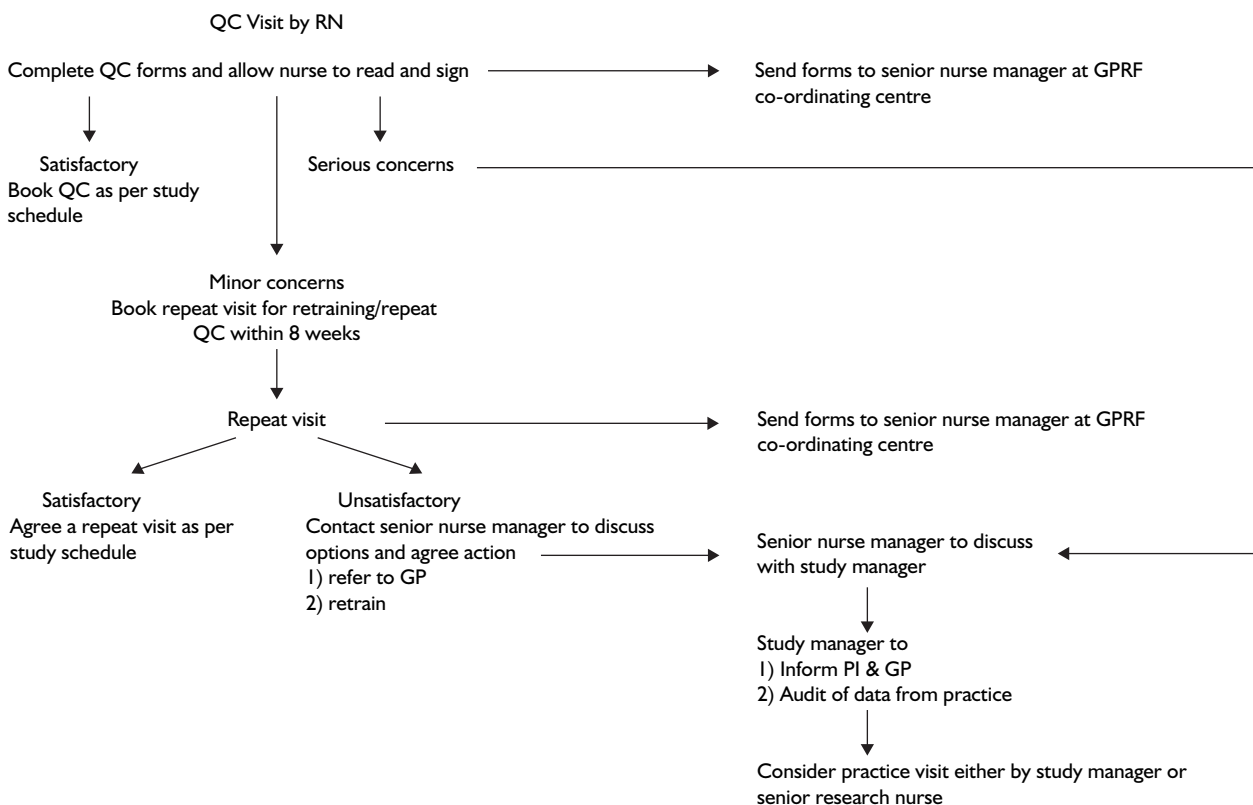 QC Visit by RN
Complete QC forms and allow nurse to read and sign
Send forms to senior nurse manager at GPRF
co-ordinating centre
Satisfactory
Book QC as per study
schedule
Serious concerns
Minor concerns
Book repeat visit for retraining/repeat
QC within 8 weeks
Repeat visit
Send forms to senior nurse manager at GPRF
co-ordinating centre
Satisfactory
Agree a repeat visit as per
study schedule
Unsatisfactory
Contact senior nurse manager to discuss
options and agree action
1) refer to GP
2) retrain
Senior nurse manager to discuss
with study manager
Study manager to
1) Inform PI & GP
2) Audit of data from practice
Consider practice visit either by study manager or
senior research nurse